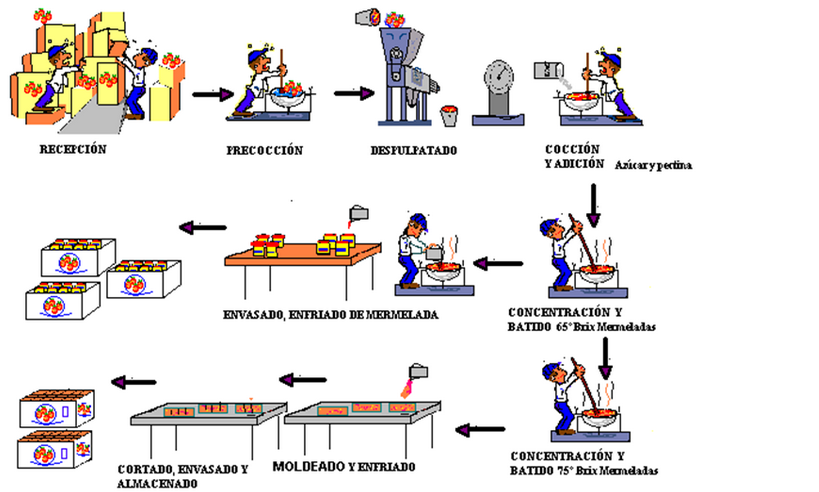 RECEPCIÓN
PRECOCCIÓN
DESPULPATADO
COCCIÓN
Y ADICIÓN Azúcar y pectina
ENVASADO, ENFRIADO DE MERMELADA
CONCENTRACIÓN Y
BATIDO 65° Brix Mermeladas
CORTADO, ENVASADO Y
ALMACENADO
MOLDEADO Y ENFRIADO
CONCENTRACIÓN Y
BATIDO 75° Brix Mermeladas